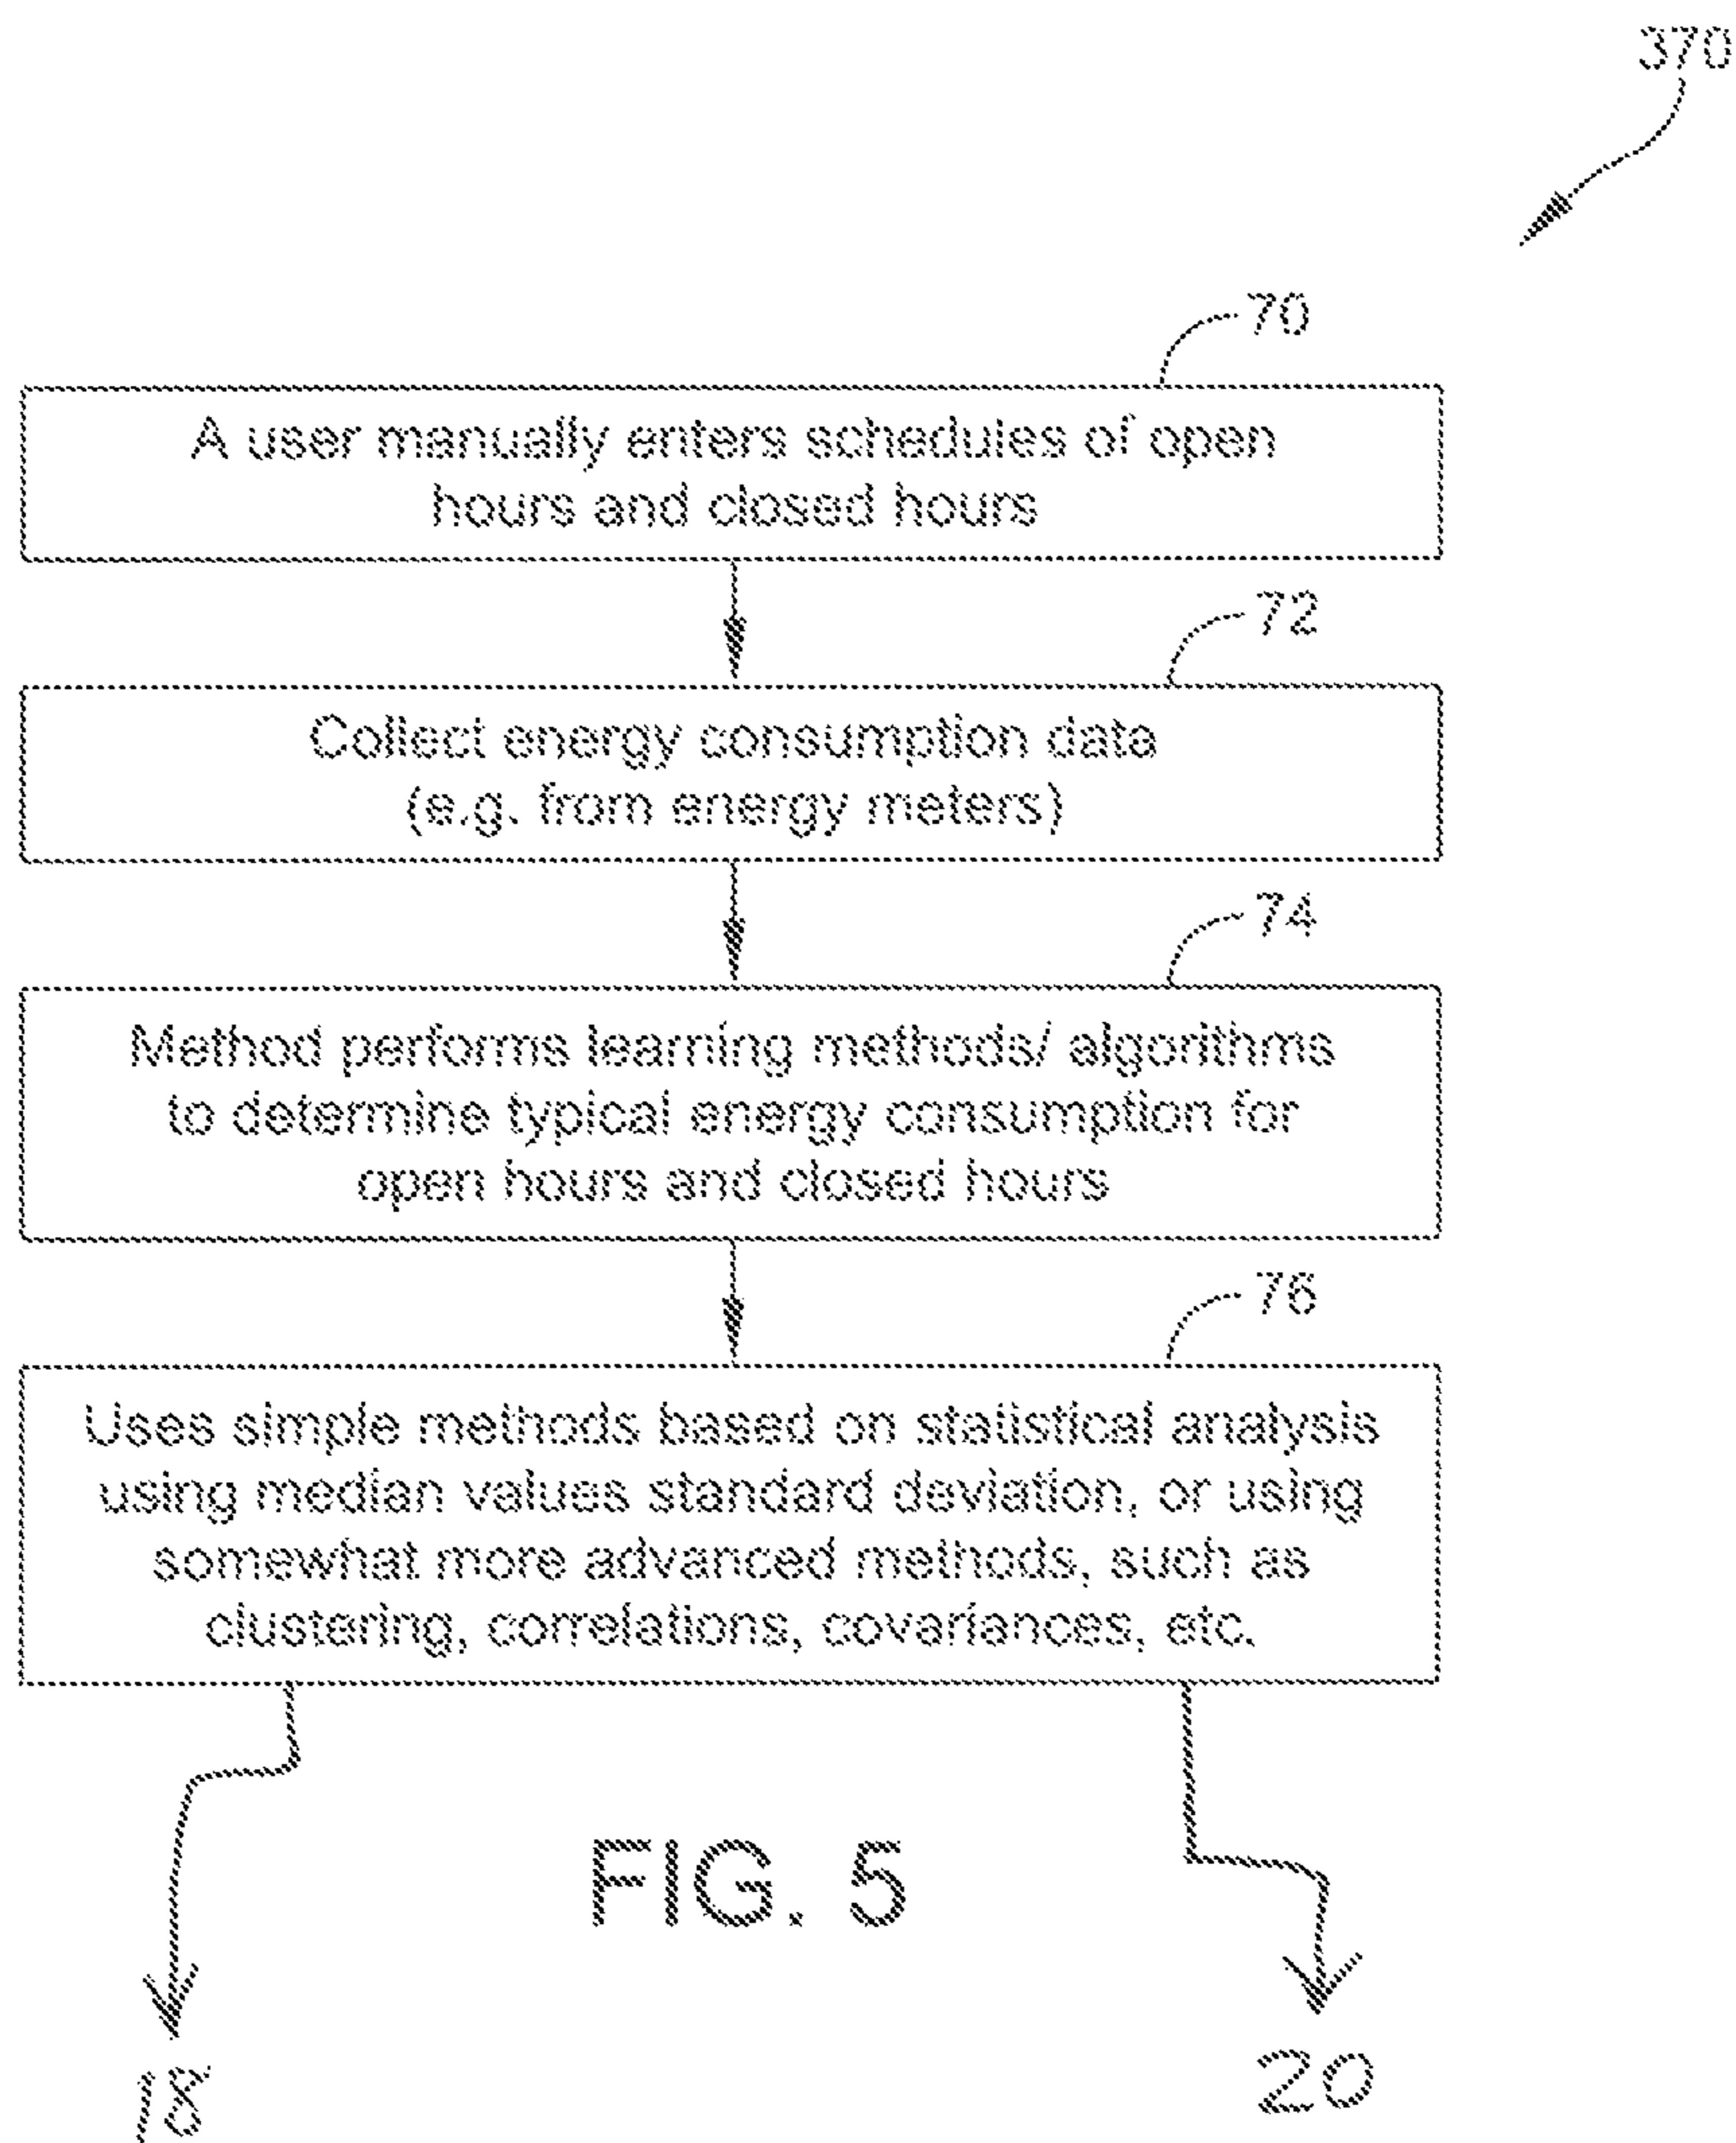 370
70
A user manually enters schedules of open
hours and closed hours
72
Collect energy consumption data
(e.g. from energy meters)
74
Method performs learning methods/ algorithms
to determine typical energy consumption for
open hours and closed hours
76
Uses simple methods based on statistical analysis
using median values standard deviation, or using
somewhat more advanced methods, such as
clustering, correlations, covariances, etc.
FIG. 5
18
20